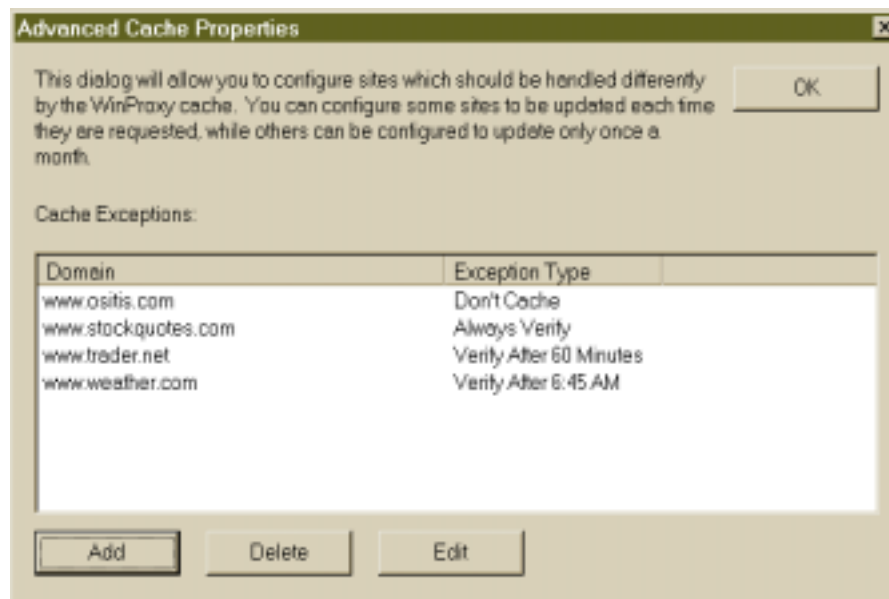 Advanced Cache Properties
This dialog will allow you to configure sites which should be handled differently
by the WinProxy cache. You can configure some sites to be updated each time
they are requested, while others can be configured to update only once a
month.
OK
Cache Exceptions:
Domain Exception Type
www.ositis.com Don't Cache
www.stockquotes.com Always Verify
www.trader.net Verify After 60 Minutes
www.weather.com Verify After 6:45 AM
Add Delete Edit